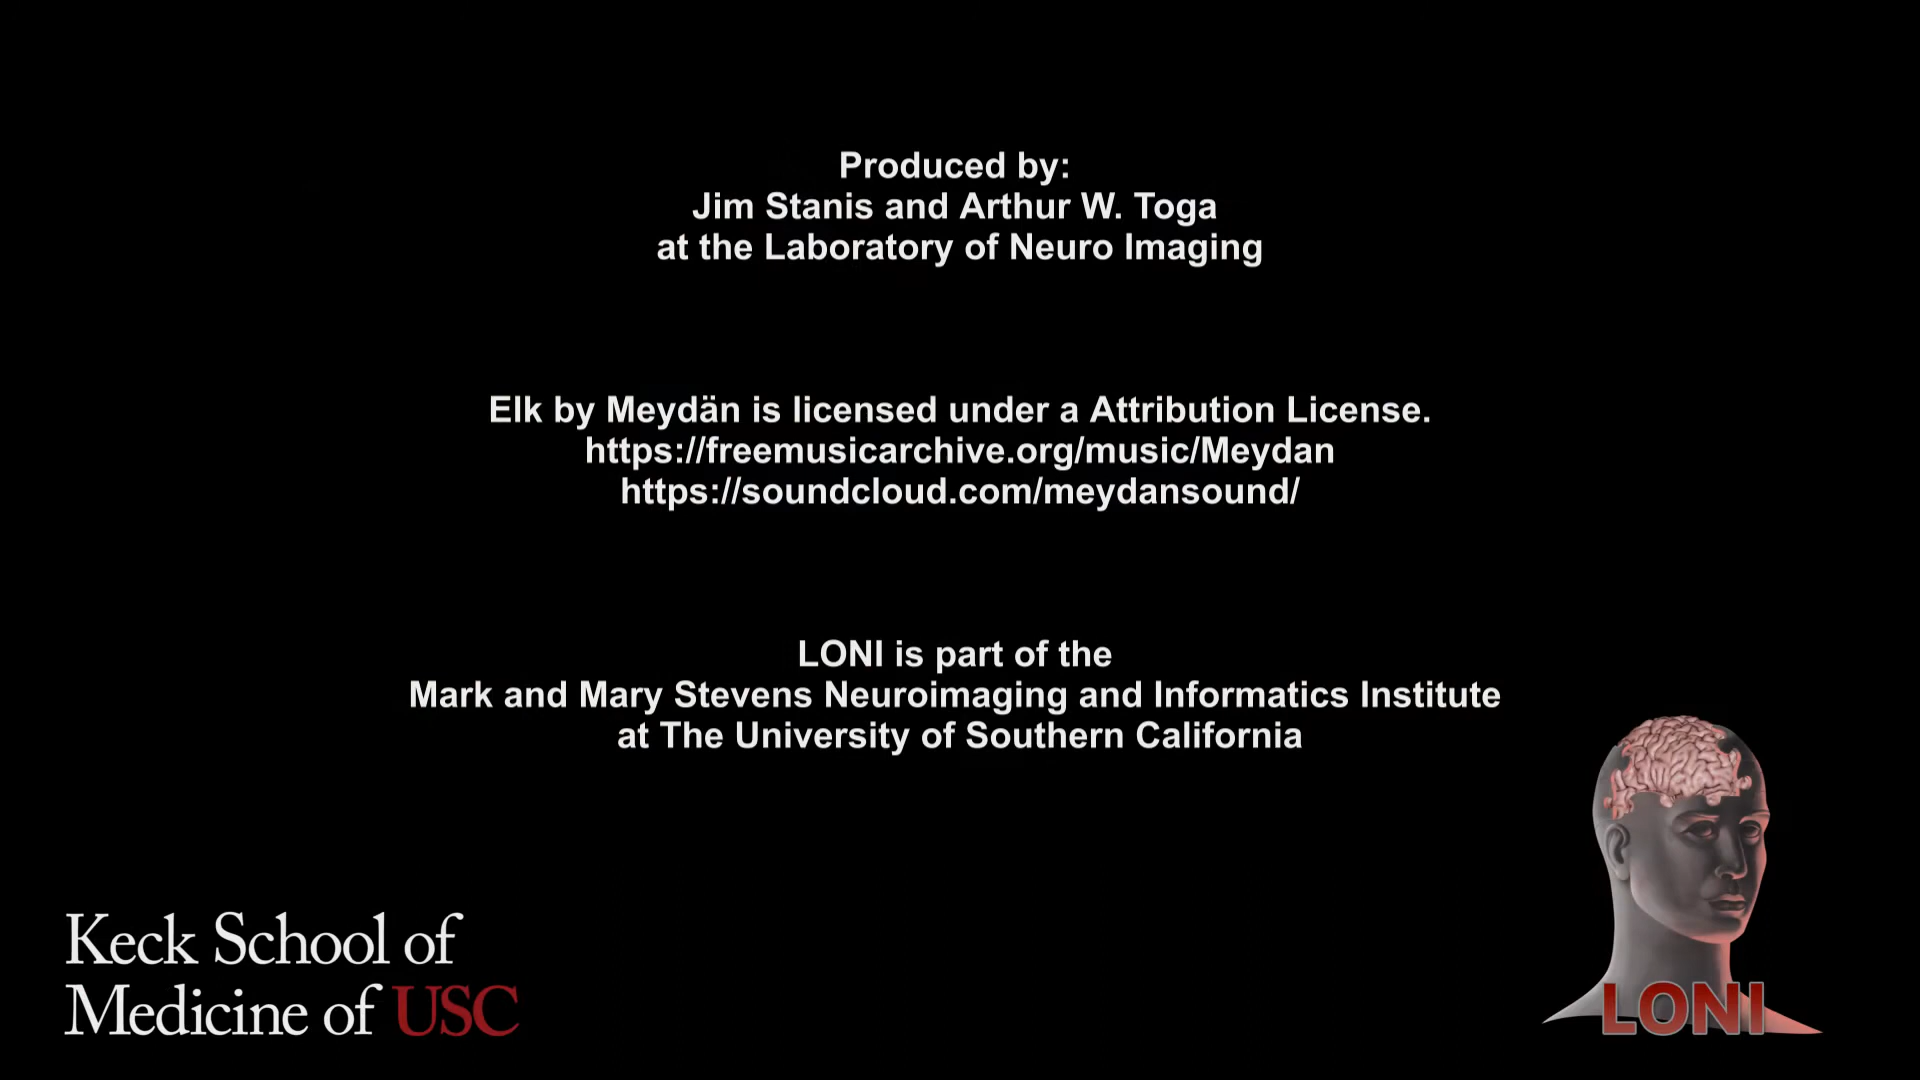 Produced by:
Jim Stanis and Arthur W. Toga
at the Laboratory of Neuro Imaging
Elk by Meydän is licensed under a Attribution License.
https://freemusicarchive.org/music/Meydan
https://soundcloud.com/meydansound/
LONI is part of the
Mark and Mary Stevens Neuroimaging and Informatics Institute
at The University of Southern California
Keck School of
Medicine of USC
LONI